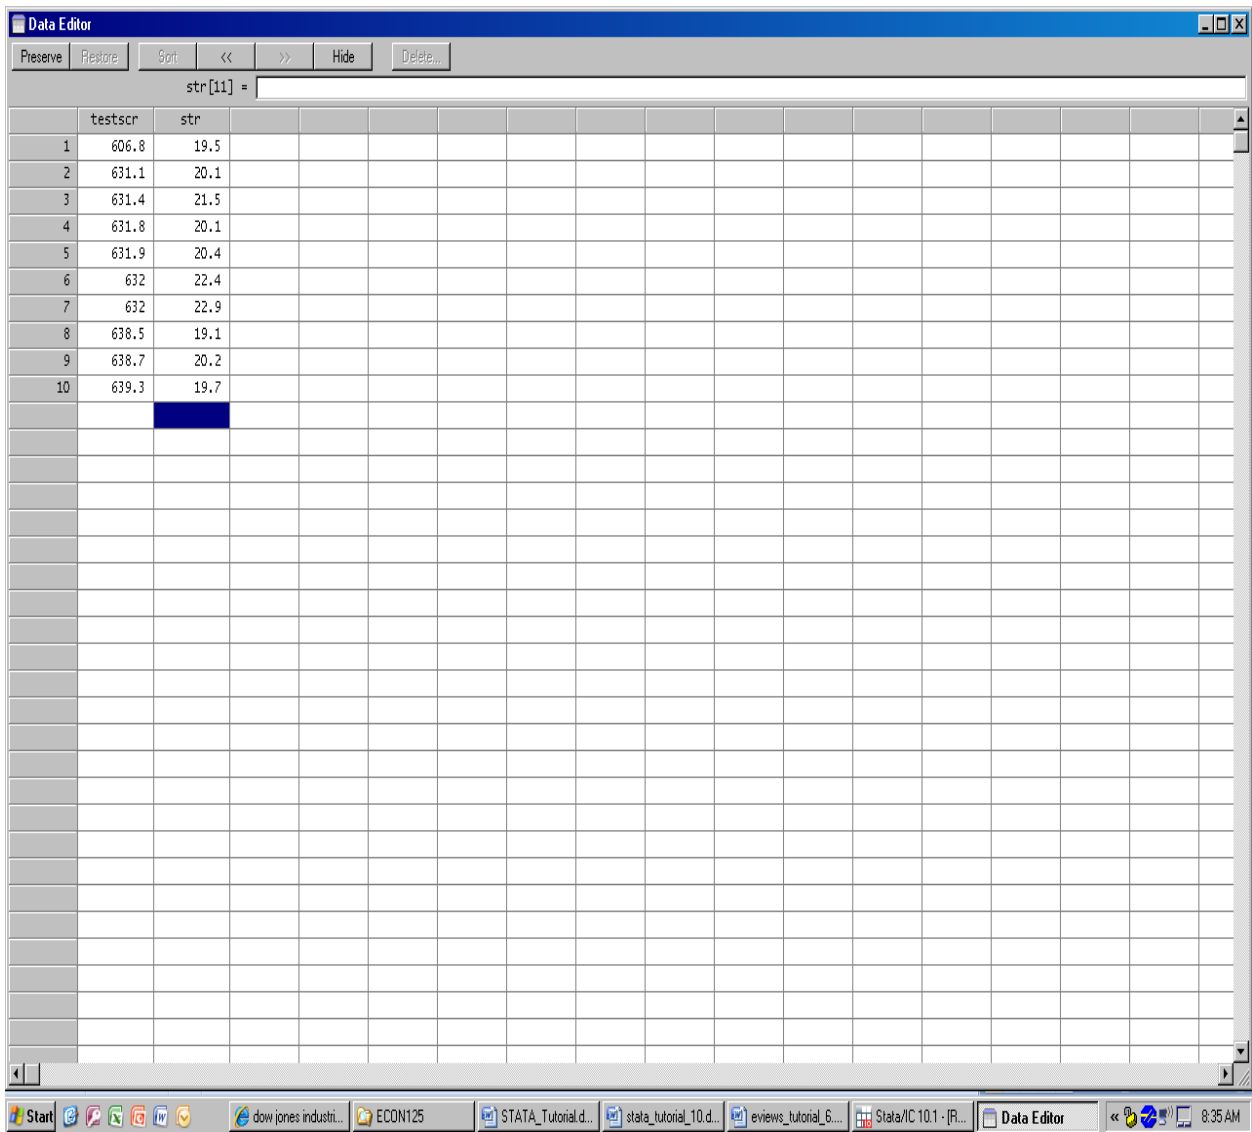 Data Editor
Preserve Restore Sort << >> Hide Delete...
str[11] =
testscr str
1 606.8 19.5
2 631.1 20.1
3 631.4 21.5
4 631.8 20.1
5 631.9 20.4
6 632 22.4
7 632 22.9
8 638.5 19.1
9 638.7 20.2
10 639.3 19.7
Start dow jones industri... ECON125 STATA_Tutorial.d... stata_tutorial_10.d... eviews_tutorial_6.... Stata/IC 10.1 - [R... Data Editor « 8:35 AM